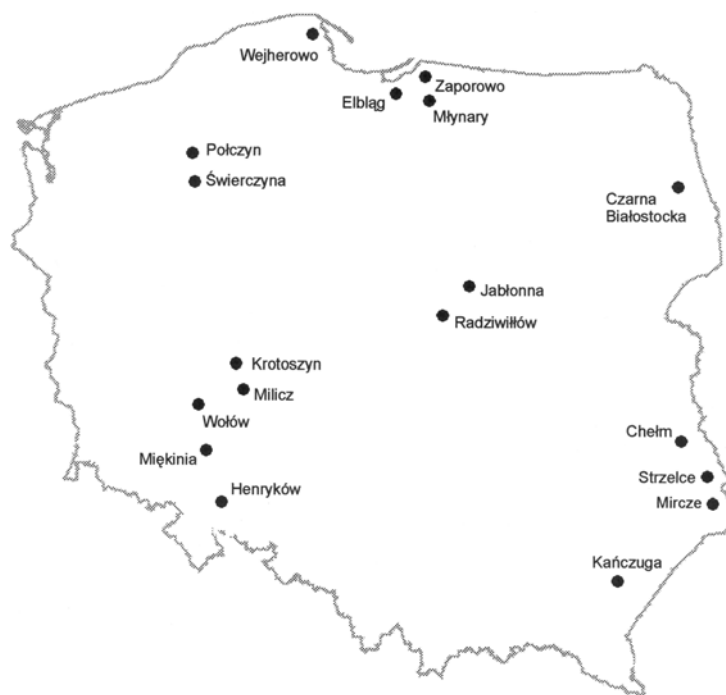 Wejherowo
Zaporowo
Elbląg
Młynary
Połczyn
Świerczyna
Czarna
Białostocka
Jabłonna
Radziwiłłów
Krotoszyn
Milicz
Wołów
Chełm
Miękinia
Strzelce
Henryków
Mircze
Kańczuga